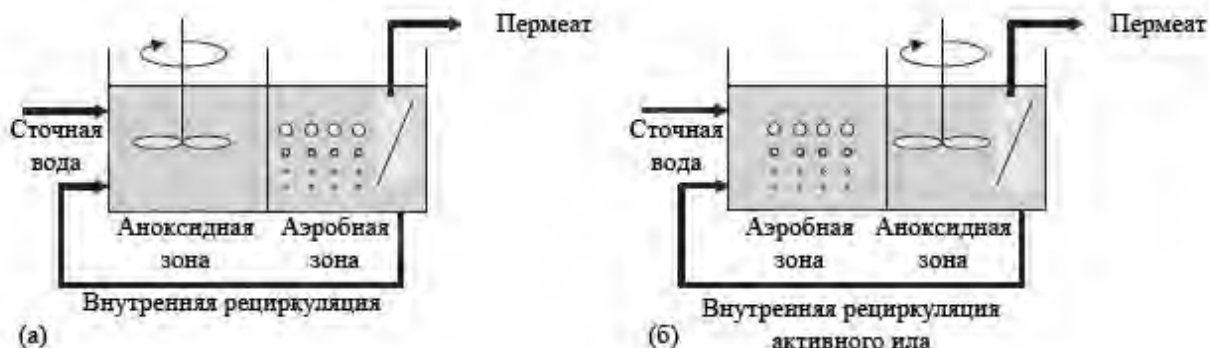 Пермеат
Сточная
вода
Аноксидная
зона
Аэробная
зона
Внутренняя рециркуляция
(а)
Пермеат
Сточная
вода
Аэробная
зона
Аноксидная
зона
Внутренняя рециркуляция
активного ила
(б)